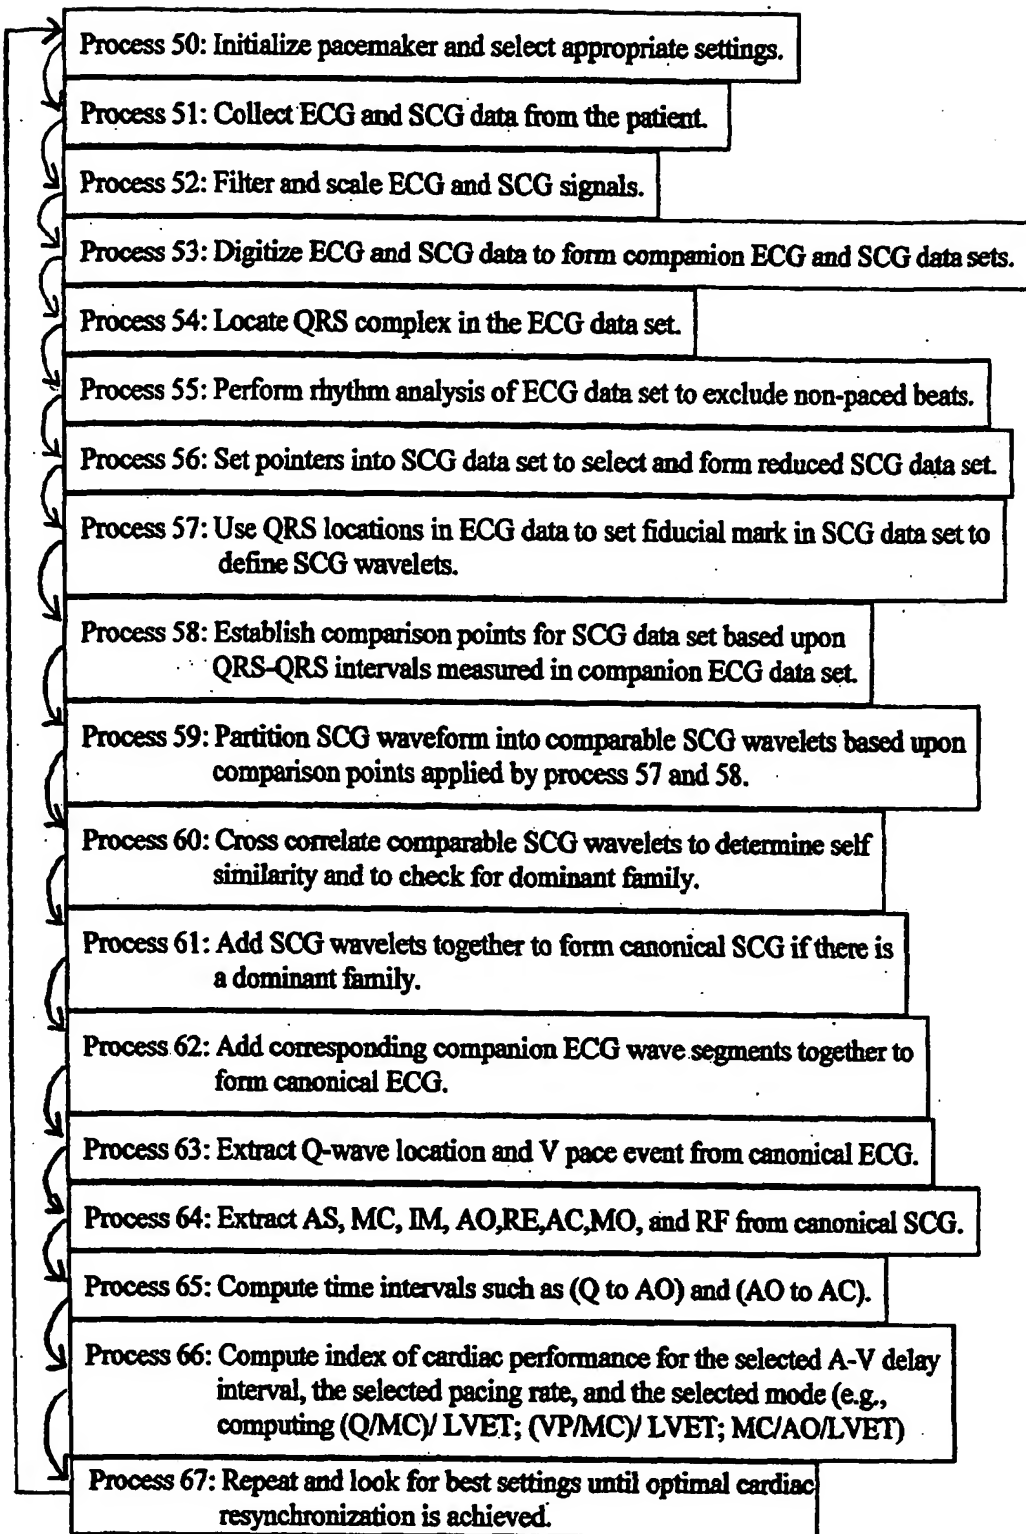 Process 50: Initialize pacemaker and select appropriate settings.
Process 51: Collect ECG and SCG data from the patient.
Process 52: Filter and scale ECG and SCG signals.
Process 53: Digitize ECG and SCG data to form companion ECG and SCG data sets.
Process 54: Locate QRS complex in the ECG data set.
Process 55: Perform rhythm analysis of ECG data set to exclude non-paced beats.
Process 56: Set pointers into SCG data set to select and form reduced SCG data set.
Process 57: Use QRS locations in ECG data to set fiducial mark in SCG data set to
define SCG wavelets.
Process 58: Establish comparison points for SCG data set based upon
QRS-QRS intervals measured in companion ECG data set.
Process 59: Partition SCG waveform into comparable SCG wavelets based upon
comparison points applied by process 57 and 58.
Process 60: Cross correlate comparable SCG wavelets to determine self
similarity and to check for dominant family.
Process 61: Add SCG wavelets together to form canonical SCG if there is
a dominant family.
Process 62: Add corresponding companion ECG wave segments together to
form canonical ECG.
Process 63: Extract Q-wave location and V pace event from canonical ECG.
Process 64: Extract AS, MC, IM, AO,RE,AC,MO, and RF from canonical SCG.
Process 65: Compute time intervals such as (Q to AO) and (AO to AC).
Process 66: Compute index of cardiac performance for the selected A-V delay
interval, the selected pacing rate, and the selected mode (e.g.,
computing (Q/MC)/ LVET; (VP/MC)/ LVET; MC/AO/LVET)
Process 67: Repeat and look for best settings until optimal cardiac
resynchronization is achieved.